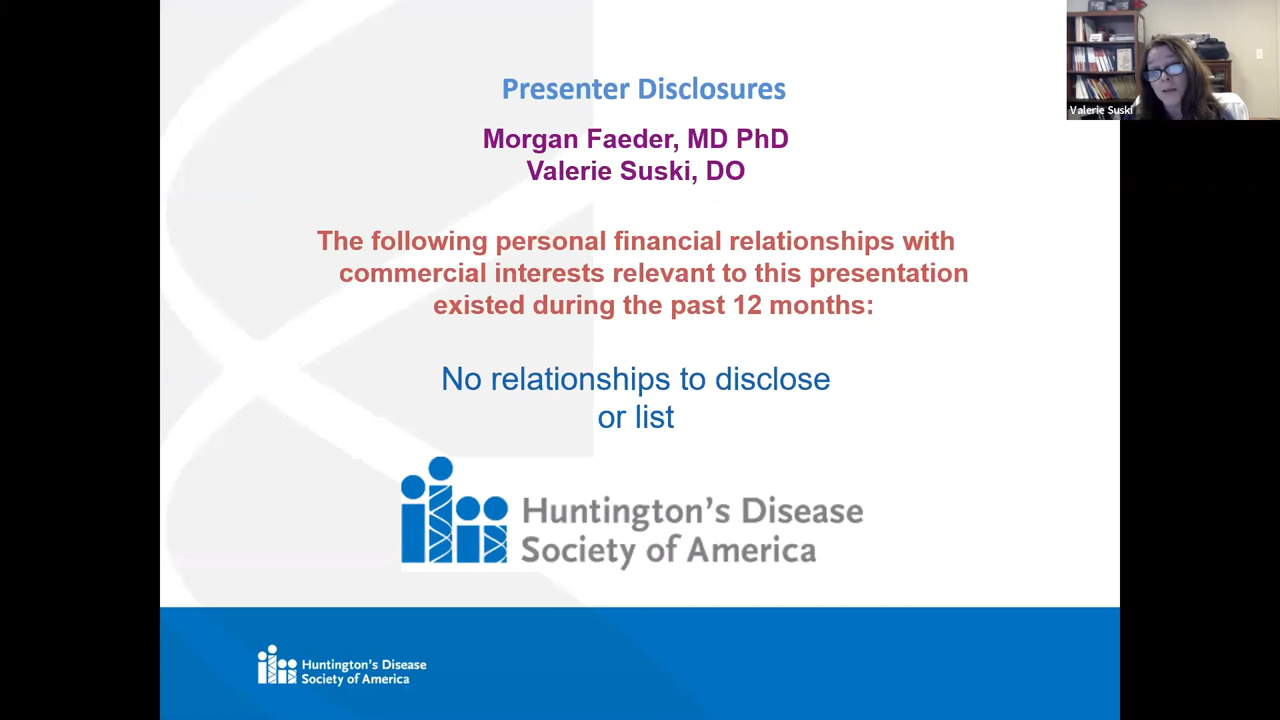 Presenter Disclosures
Morgan Faeder, MD PhD
Valerie Suski, DO
The following personal financial relationships with
commercial interests relevant to this presentation
existed during the past 12 months:
No relationships to disclose
or list
Huntington's Disease
Society of America
Huntington's Disease
Society of America
Valerie Suski